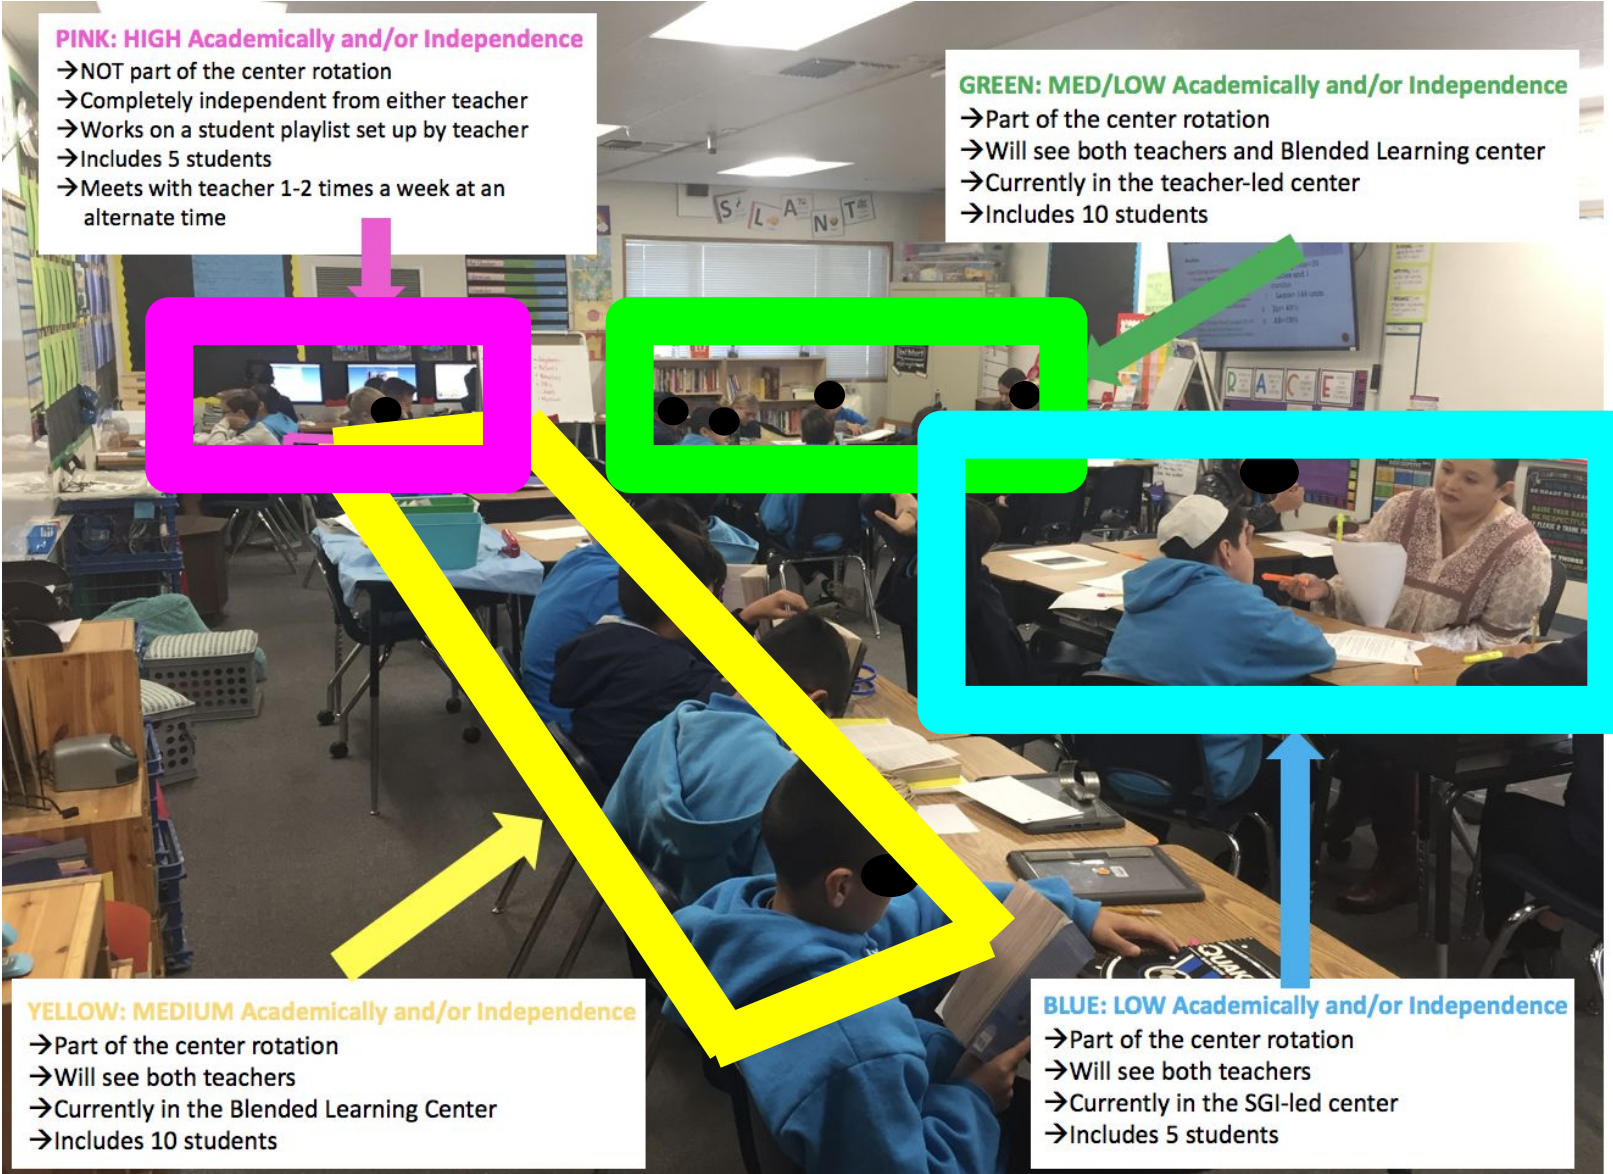 PINK: HIGH Academically and/or Independence
→NOT part of the center rotation
→Completely independent from either teacher
→Works on a student playlist set up by teacher
→Includes 5 students
→Meets with teacher 1-2 times a week at an
alternate time
GREEN: MED/LOW Academically and/or Independence
→Part of the center rotation
→Will see both teachers and Blended Learning center
→Currently in the teacher-led center
→Includes 10 students
S L A N T
R A C E
QUAK
YELLOW: MEDIUM Academically and/or Independence
→Part of the center rotation
→Will see both teachers
→Currently in the Blended Learning Center
→Includes 10 students
BLUE: LOW Academically and/or Independence
→Part of the center rotation
→Will see both teachers
→Currently in the SGI-led center
→Includes 5 students